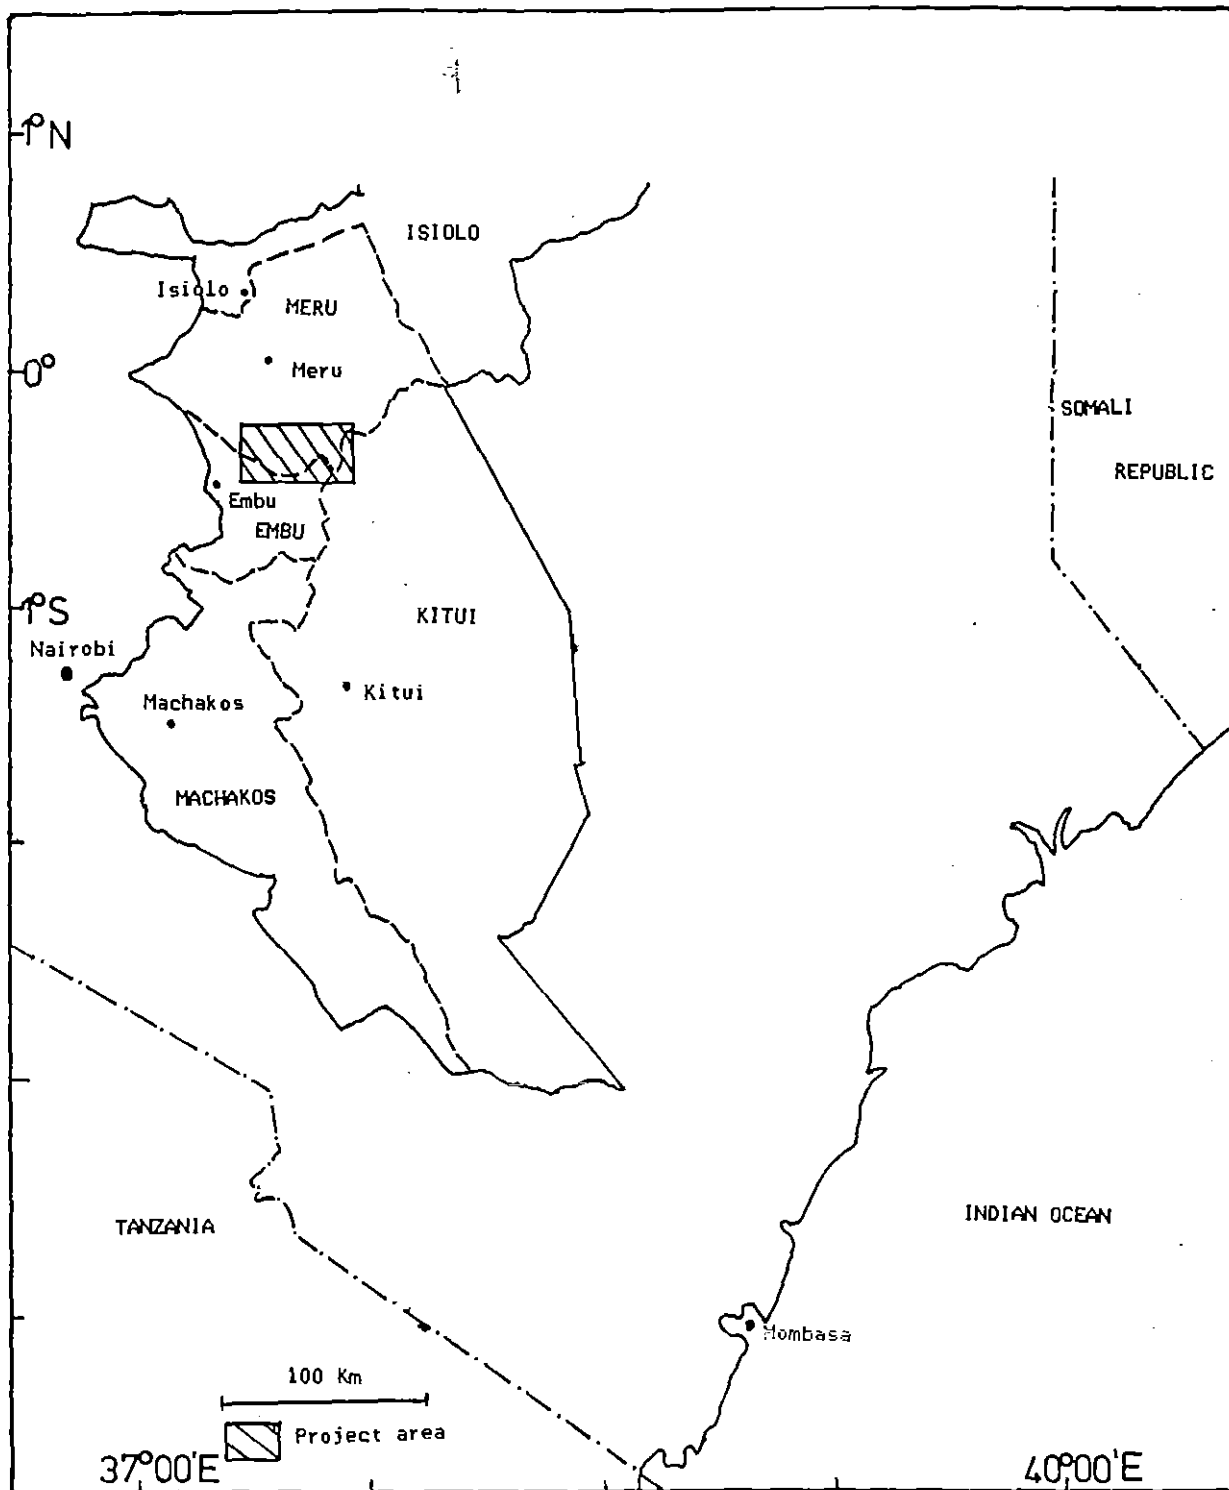 1°N
ISIOLO
Isiolo
MERU
Meru
0°
SOMALI
REPUBLIC
Embu
EMBU
1°S
KITUI
Nairobi
Kitui
Machakos
MACHAKOS
TANZANIA
INDIAN OCEAN
Mombasa
100 Km
Project area
37°00'E
40°00'E